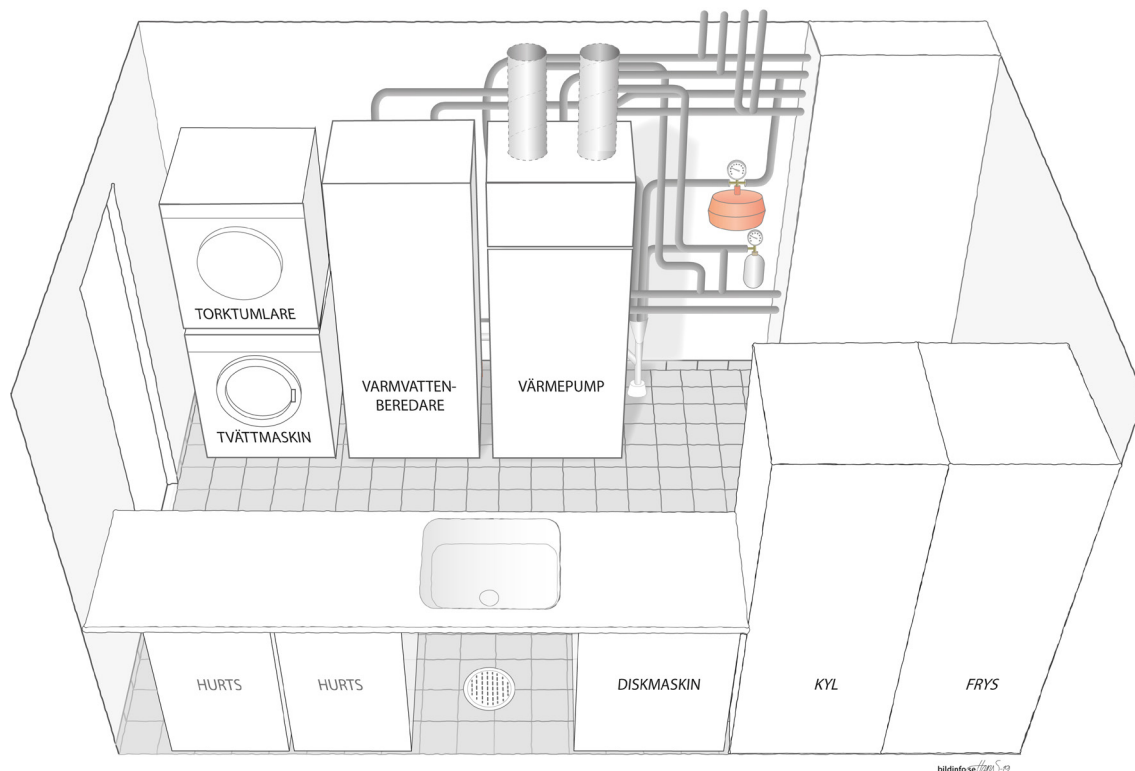 TORKTUMLARE
TVÄTTMASKIN
VARMVATTEN-
BEREDARE
VÄRMEPUMP
HURTS
HURTS
DISKMASKIN
KYL
FRYS
bildinfo.se